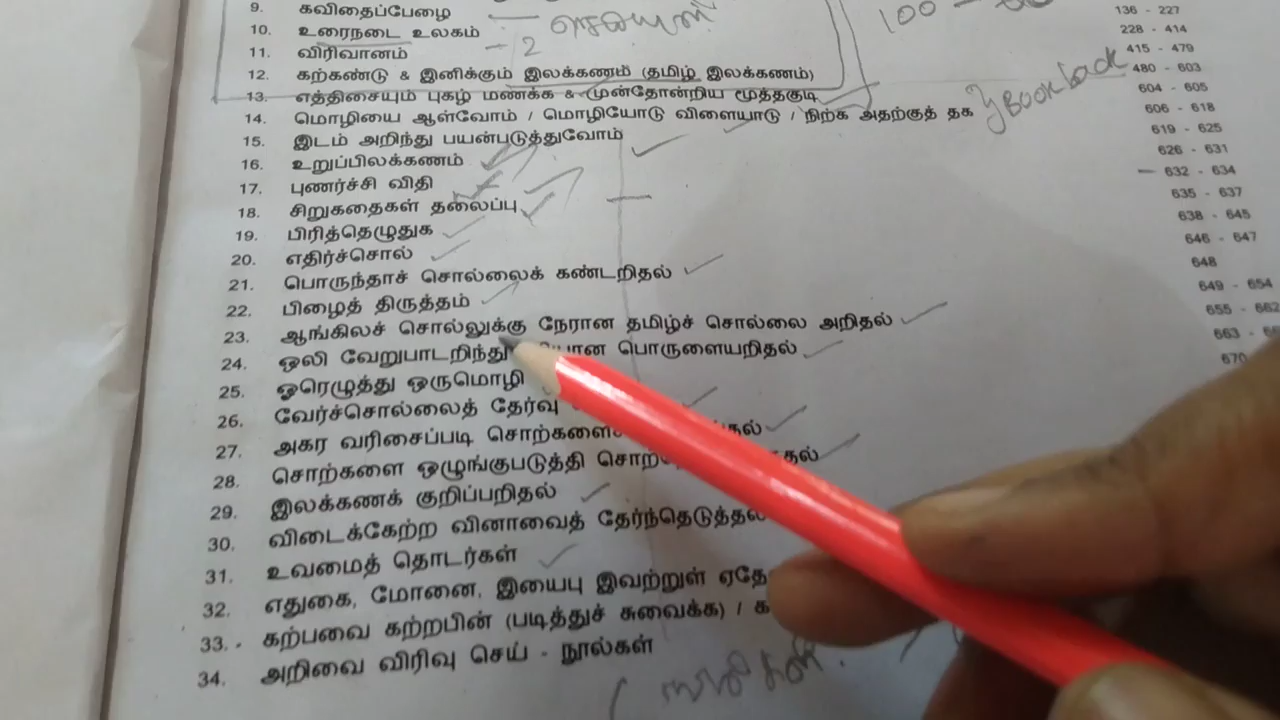 9. கவிதைப்பேழை 136 - 227
10. உரைநடை உலகம் - 2 செய்யுள் 228 - 414
11. விரிவானம் 415 - 479
12. கற்கண்டு & இனிக்கும் இலக்கணம் (தமிழ் இலக்கணம்) 480 - 603
13. எத்திசையும் புகழ் மணக்க & முன்தோன்றிய மூத்தகுடி 604 - 605
14. மொழியை ஆள்வோம் / மொழியோடு விளையாடு / நிற்க அதற்குத் தக Book back 606 - 618
15. இடம் அறிந்து பயன்படுத்துவோம் 619 - 625
16. உறுப்பிலக்கணம் 626 - 631
17. புணர்ச்சி விதி 632 - 634
18. சிறுகதைகள் தலைப்பு 635 - 637
19. பிரித்தெழுதுக 638 - 645
20. எதிர்ச்சொல் 646 - 647
21. பொருந்தாச் சொல்லைக் கண்டறிதல் 648
22. பிழைத் திருத்தம் 649 - 654
23. ஆங்கிலச் சொல்லுக்கு நேரான தமிழ்ச் சொல்லை அறிதல் 655 - 662
24. ஒலி வேறுபாடறிந்து பொருளையறிதல் 663
25. ஓரெழுத்து ஒருமொழி 670
26. வேர்ச்சொல்லைத் தேர்வு
27. அகர வரிசைப்படி
28. சொற்களை ஒழுங்குபடுத்தி
29. இலக்கணக் குறிப்பறிதல்
30. விடைக்கேற்ற வினாவைத் தேர்ந்தெடுத்தல்
31. உவமைத் தொடர்கள்
32. எதுகை, மோனை, இயைபு இவற்றுள்
33. கற்பவை கற்றபின் (படித்துச் சுவைக்க) /
34. அறிவை விரிவு செய் - நூல்கள்